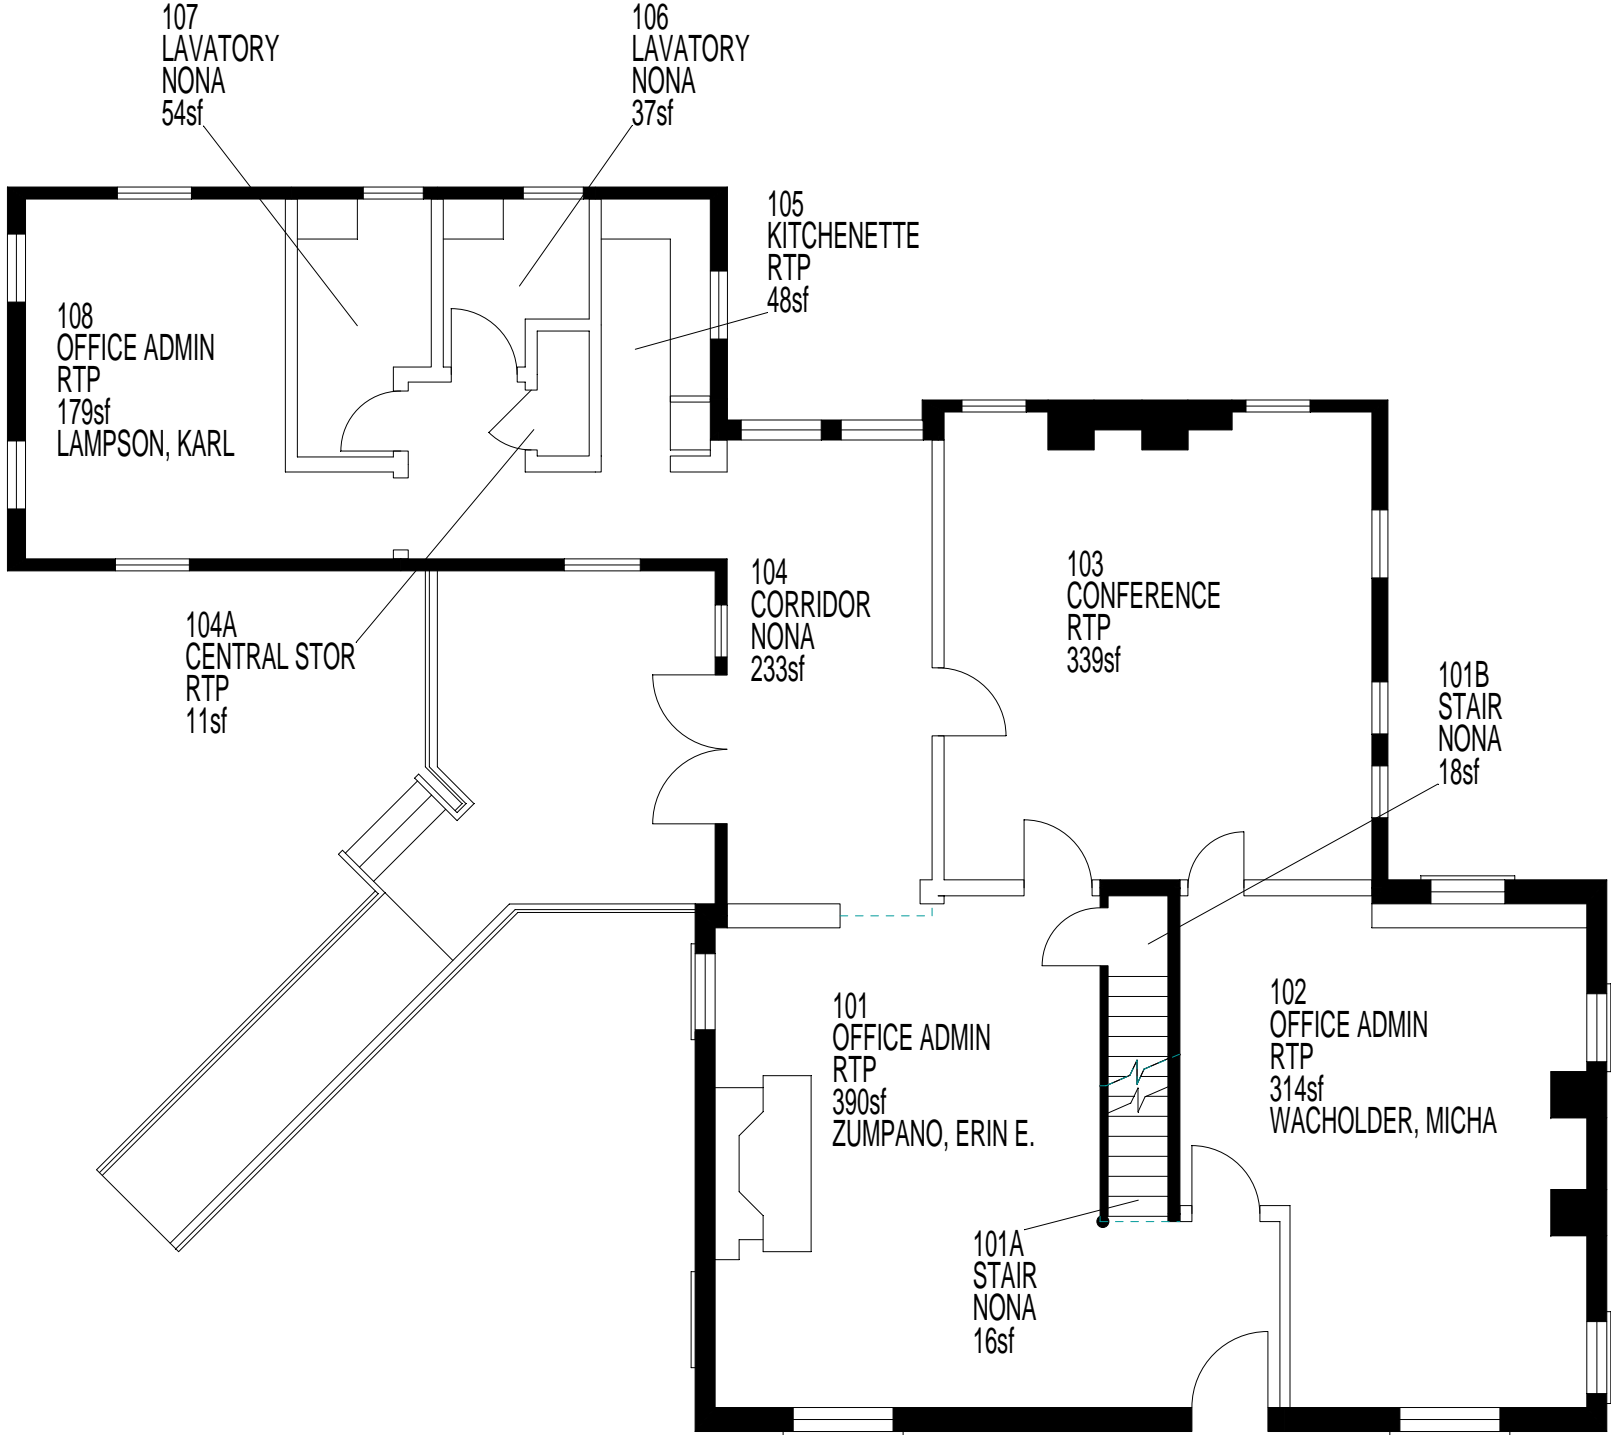 107
LAVATORY
NONA
54sf
106
LAVATORY
NONA
37sf
105
KITCHENETTE
RTP
48sf
108
OFFICE ADMIN
RTP
179sf
LAMPSON, KARL
104A
CENTRAL STOR
RTP
11sf
104
CORRIDOR
NONA
233sf
103
CONFERENCE
RTP
339sf
101B
STAIR
NONA
18sf
101
OFFICE ADMIN
RTP
390sf
ZUMPANO, ERIN E.
102
OFFICE ADMIN
RTP
314sf
WACHOLDER, MICHA
101A
STAIR
NONA
16sf